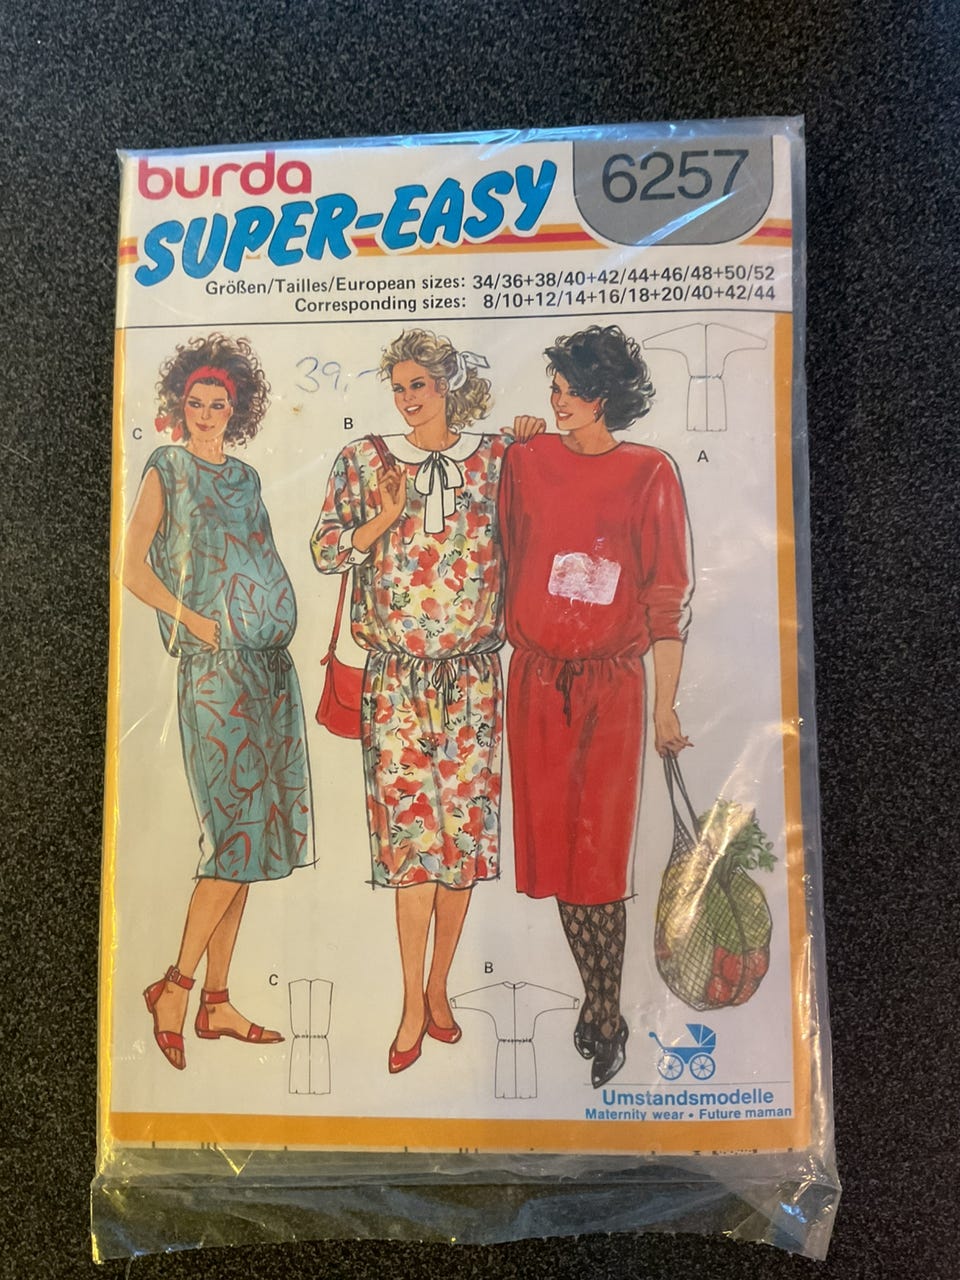 burda
SUPER-EASY
6257
Größen/Tailles/European sizes: 34/36+38/40+42/44+46/48+50/52
Corresponding sizes: 8/10+12/14+16/18+20/40+42/44
39,-
C
B
A
C
B
Umstandsmodelle
Maternity wear • Future maman